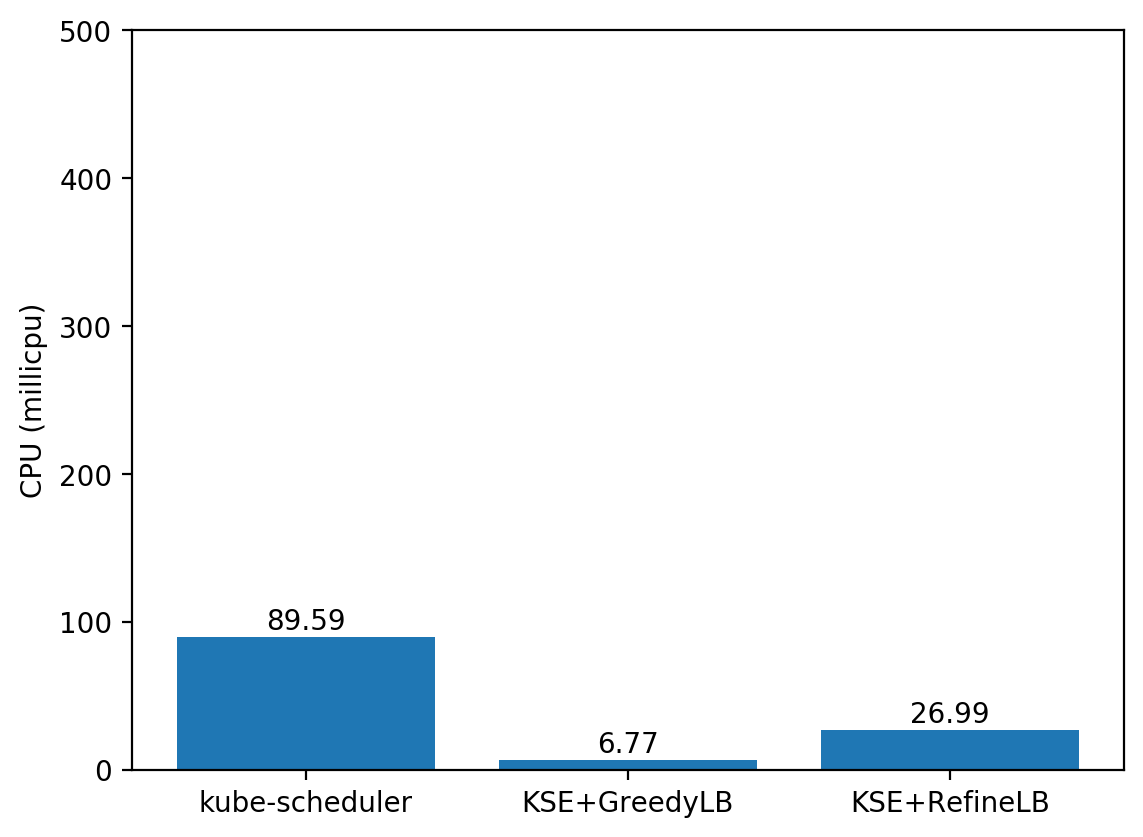 500
400
300
200
100
0
CPU (millicpu)
89.59
6.77
26.99
kube-scheduler
KSE+GreedyLB
KSE+RefineLB